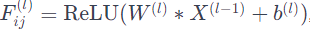 F_{ij}^{(l)} = ReLU(W^{(l)} * X^{(l-1)} + b^{(l)}),